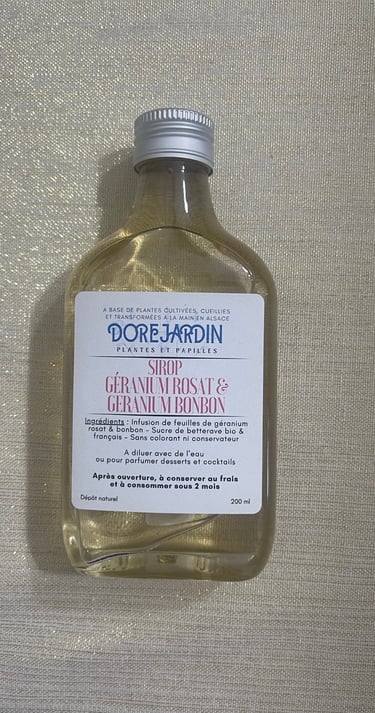 A BASE DE PLANTES CULTIVÉES, CUEILLIES
ET TRANSFORMÉES À LA MAIN EN ALSACE
DORÉJARDIN
PLANTES ET PAPILLES
SIROP
GÉRANIUM ROSAT &
GERANIUM BONBON
Ingrédients : Infusion de feuilles de géranium
rosat & bonbon - Sucre de betterave bio &
français - Sans colorant ni conservateur
A diluer avec de l'eau
ou pour parfumer desserts et cocktails
Après ouverture, à conserver au frais
et à consommer sous 2 mois
Dépôt naturel
200 ml